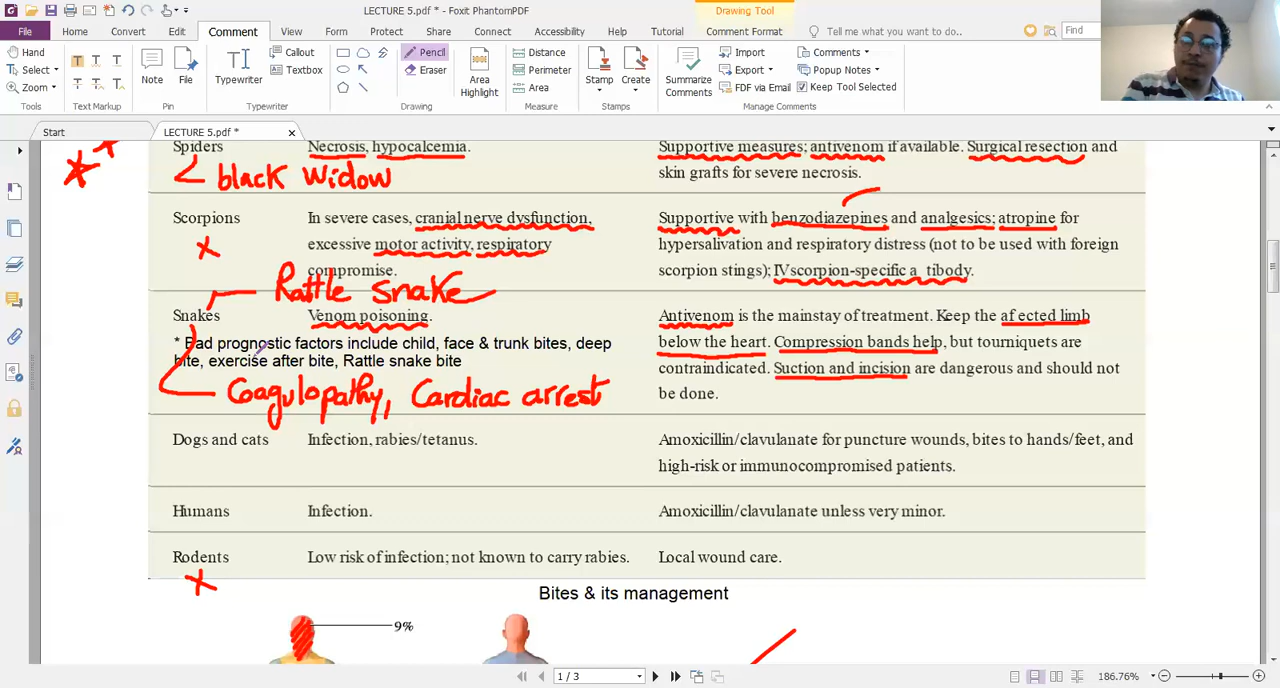 LECTURE 5.pdf * - Foxit PhantomPDF
Drawing Tool
File
Home
Convert
Edit
Comment
View
Form
Protect
Share
Connect
Accessibility
Help
Tutorial
Comment Format
Tell me what you want to do..
Find
Hand
Select
Zoom
Tools
Text Markup
Note
File
Pin
Typewriter
Callout
Textbox
Typewriter
Pencil
Eraser
Drawing
Area Highlight
Distance
Perimeter
Area
Measure
Stamp
Create
Stamps
Summarize Comments
Import
Export
FDF via Email
Comments
Popup Notes
Keep Tool Selected
Manage Comments
Start
LECTURE 5.pdf *
Spiders Necrosis, hypocalcemia. Supportive measures; antivenom if available. Surgical resection and
skin grafts for severe necrosis.
black widow
Scorpions In severe cases, cranial nerve dysfunction, Supportive with benzodiazepines and analgesics; atropine for
excessive motor activity, respiratory hypersalivation and respiratory distress (not to be used with foreign
compromise. scorpion stings); IV scorpion-specific a tibody.
Rattle snake
Snakes Venom poisoning. Antivenom is the mainstay of treatment. Keep the af ected limb
* Bad prognostic factors include child, face & trunk bites, deep below the heart. Compression bands help, but tourniquets are
bite, exercise after bite, Rattle snake bite contraindicated. Suction and incision are dangerous and should not
Coagulopathy, Cardiac arrest be done.
Dogs and cats Infection, rabies/tetanus. Amoxicillin/clavulanate for puncture wounds, bites to hands/feet, and
high-risk or immunocompromised patients.
Humans Infection. Amoxicillin/clavulanate unless very minor.
Rodents Low risk of infection; not known to carry rabies. Local wound care.
Bites & its management
9%
1 / 3
186.76%